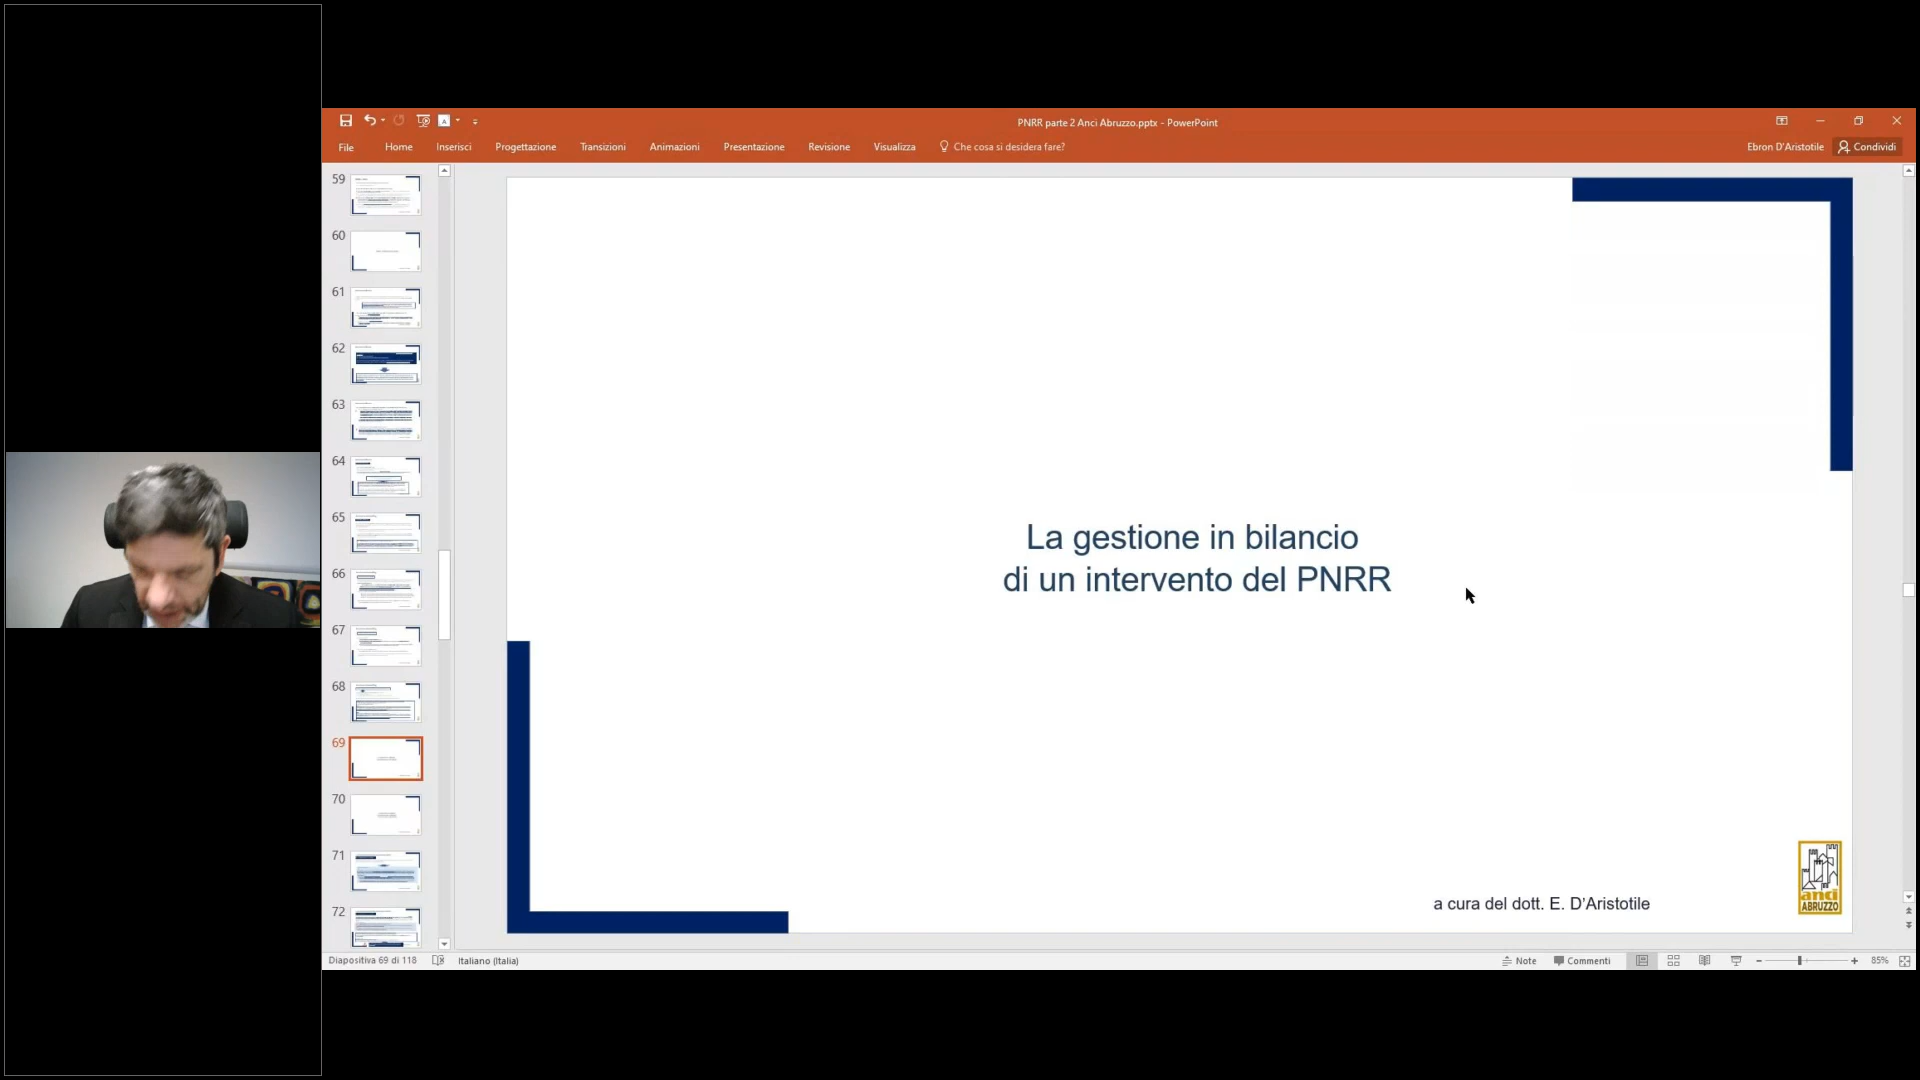 PNRR parte 2 Anci Abruzzo.pptx - PowerPoint
File Home Inserisci Progettazione Transizioni Animazioni Presentazione Revisione Visualizza Che cosa si desidera fare? Ebron D'Aristotile Condividi
59
60
61
62
63
64
65
66
67
68
69
70
71
72
La gestione in bilancio
di un intervento del PNRR
a cura del dott. E. D'Aristotile
anci
ABRUZZO
Diapositiva 69 di 118 Italiano (Italia) Note Commenti 85%